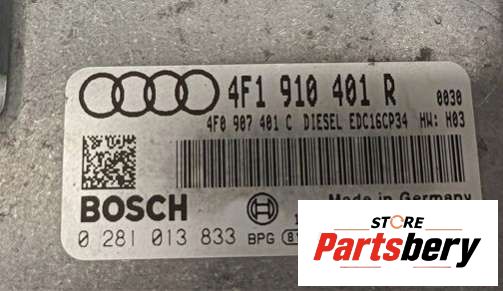 4F1 910 401 R 0030
4F0 907 401 C DIESEL EDC16CP34 HW: H03
BOSCH
Made in Germany
0 281 013 833 BPG
STORE
Partsbery